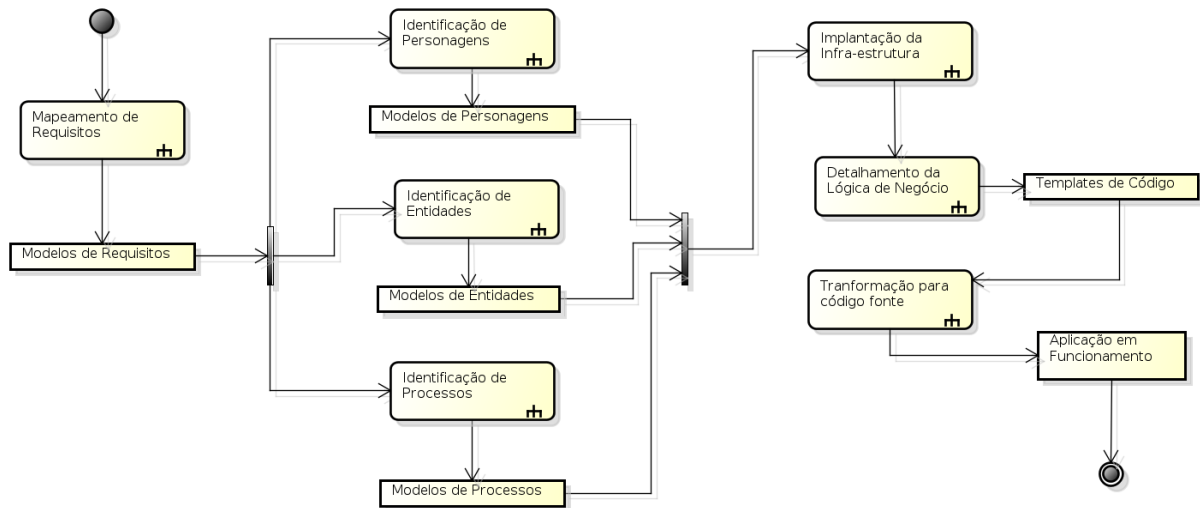 Mapeamento de
Requisitos
Modelos de Requisitos
Identificação de
Personagens
Modelos de Personagens
Identificação de
Entidades
Modelos de Entidades
Identificação de
Processos
Modelos de Processos
Implantação da
Infra-estrutura
Detalhamento da
Lógica de Negócio
Templates de Código
Tranformação para
código fonte
Aplicação em
Funcionamento